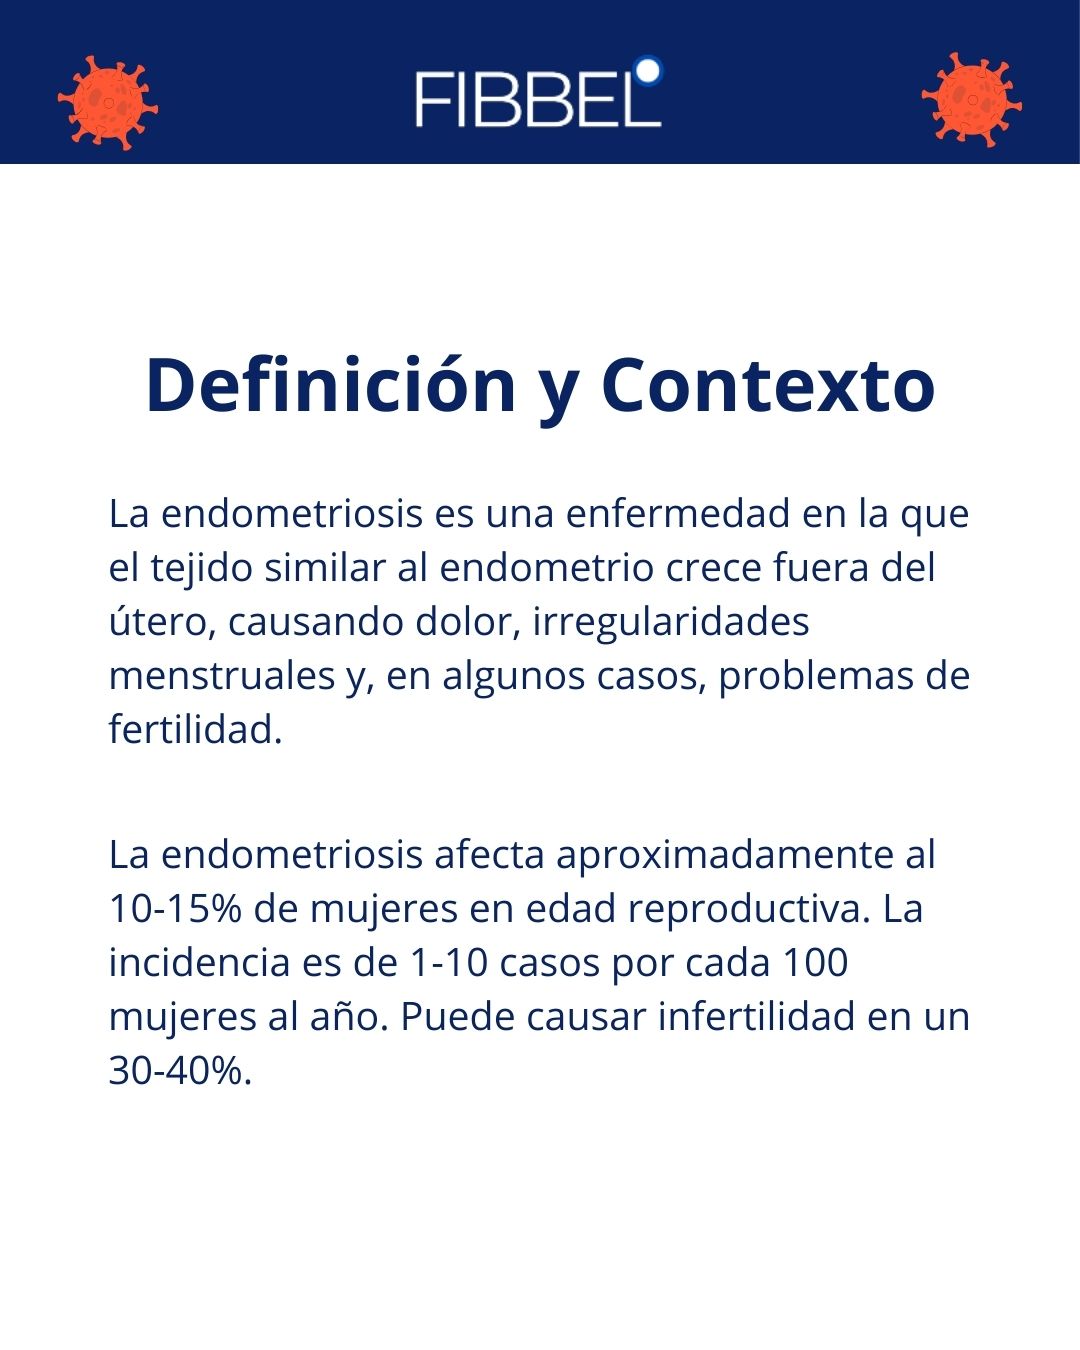 FIBBEL
Definición y Contexto
La endometriosis es una enfermedad en la que
el tejido similar al endometrio crece fuera del
útero, causando dolor, irregularidades
menstruales y, en algunos casos, problemas de
fertilidad.
La endometriosis afecta aproximadamente al
10-15% de mujeres en edad reproductiva. La
incidencia es de 1-10 casos por cada 100
mujeres al año. Puede causar infertilidad en un
30-40%.